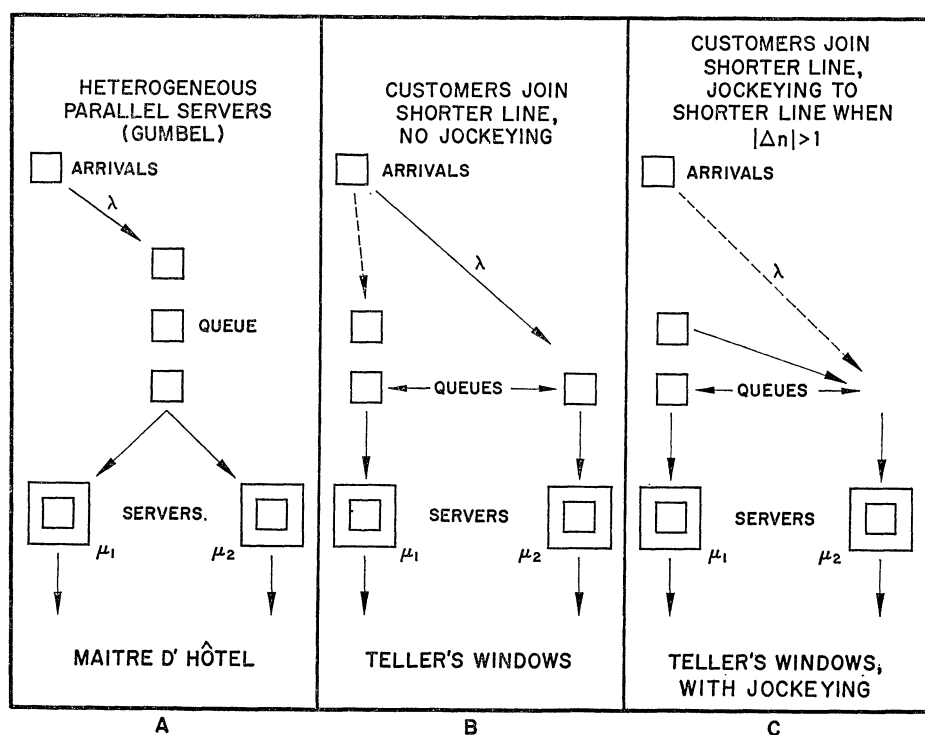 HETEROGENEOUS
PARALLEL SERVERS
(GUMBEL)
ARRIVALS
λ
QUEUE
SERVERS.
μ1
μ2
MAITRE D' HÔTEL
A
CUSTOMERS JOIN
SHORTER LINE,
NO JOCKEYING
ARRIVALS
λ
QUEUES
SERVERS
μ1
μ2
TELLER'S WINDOWS
B
CUSTOMERS JOIN
SHORTER LINE,
JOCKEYING TO
SHORTER LINE WHEN
|Δn|>1
ARRIVALS
λ
QUEUES
SERVERS
μ1
μ2
TELLER'S WINDOWS,
WITH JOCKEYING
C